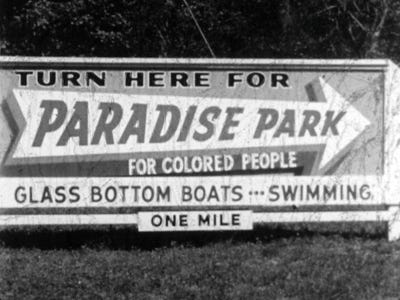 TURN HERE FOR
PARADISE PARK
FOR COLORED PEOPLE
GLASS BOTTOM BOATS ··· SWIMMING
ONE MILE